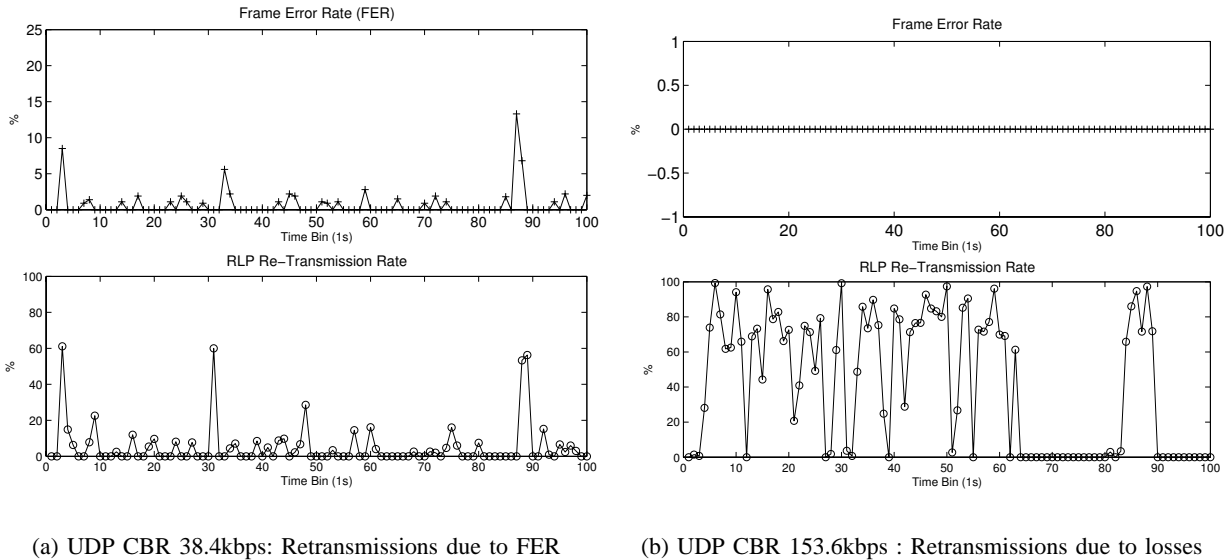 Frame Error Rate (FER)
25
20
15
10
5
0
%
0 10 20 30 40 50 60 70 80 90 100
Time Bin (1s)
RLP Re−Transmission Rate
100
80
60
40
20
0
%
0 10 20 30 40 50 60 70 80 90 100
Time Bin (1s)
(a) UDP CBR 38.4kbps: Retransmissions due to FER
Frame Error Rate
1
0.5
0
−0.5
−1
%
0 20 40 60 80 100
Time Bin (1s)
RLP Re−Transmission Rate
100
80
60
40
20
0
%
0 10 20 30 40 50 60 70 80 90 100
Time Bin (1s)
(b) UDP CBR 153.6kbps : Retransmissions due to losses